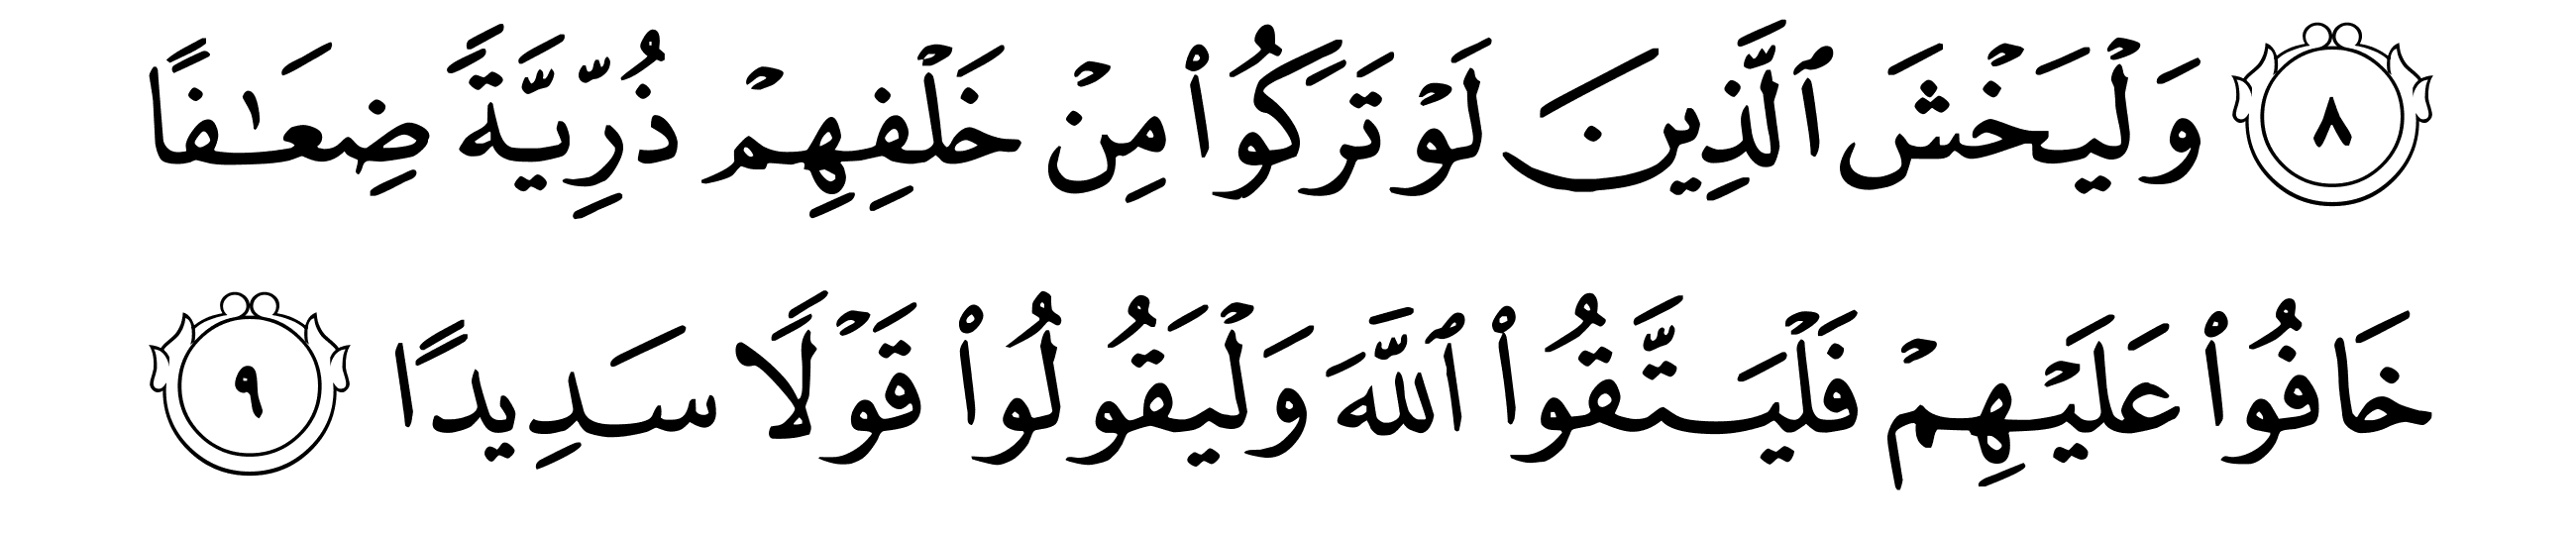 ٨ وَلۡيَخۡشَ ٱلَّذِينَ لَوۡ تَرَكُواْ مِنۡ خَلۡفِهِمۡ ذُرِّيَّةٗ ضِعَٰفًا
خَافُواْ عَلَيۡهِمۡ فَلۡيَتَّقُواْ ٱللَّهَ وَلۡيَقُولُواْ قَوۡلٗا سَدِيدًا ٩